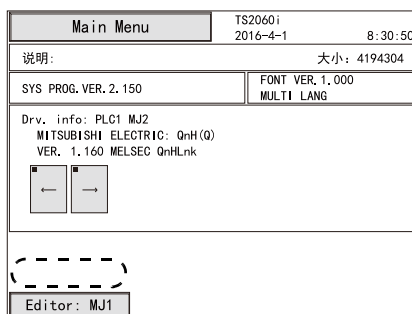 Main Menu
TS2060i
2016-4-1 8:30:50
说明: 大小: 4194304
SYS PROG. VER. 2.150
FONT VER. 1.000
MULTI LANG
Drv. info: PLC1 MJ2
MITSUBISHI ELECTRIC: QnH(Q)
VER. 1.160 MELSEC QnHLnk
← →
Editor: MJ1